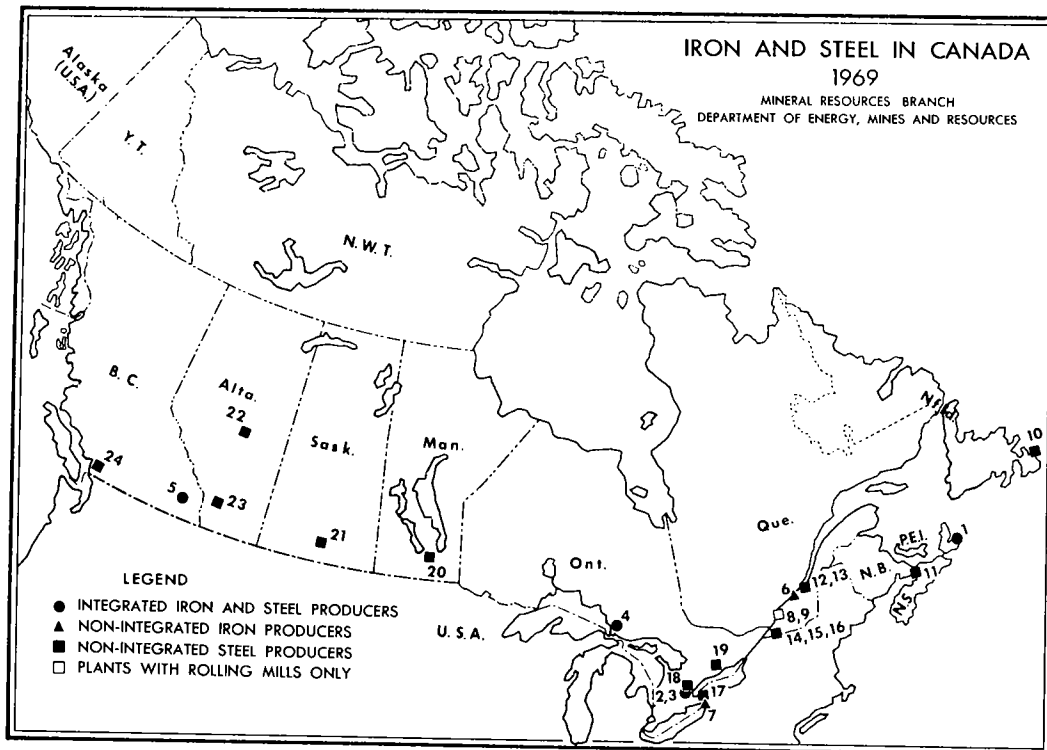 IRON AND STEEL IN CANADA
1969
MINERAL RESOURCES BRANCH
DEPARTMENT OF ENERGY, MINES AND RESOURCES
Alaska
(U.S.A.)
Y.T.
N.W.T.
B.C.
Alta.
22
Sask.
Man.
Nfld.
10
24
5
23
21
20
Ont.
Que.
P.E.I.
1
6
12,13
N.B.
11
N.S.
8,9
14,15,16
4
U.S.A.
19
18
2,3
17
7
LEGEND
● INTEGRATED IRON AND STEEL PRODUCERS
▲ NON-INTEGRATED IRON PRODUCERS
■ NON-INTEGRATED STEEL PRODUCERS
□ PLANTS WITH ROLLING MILLS ONLY